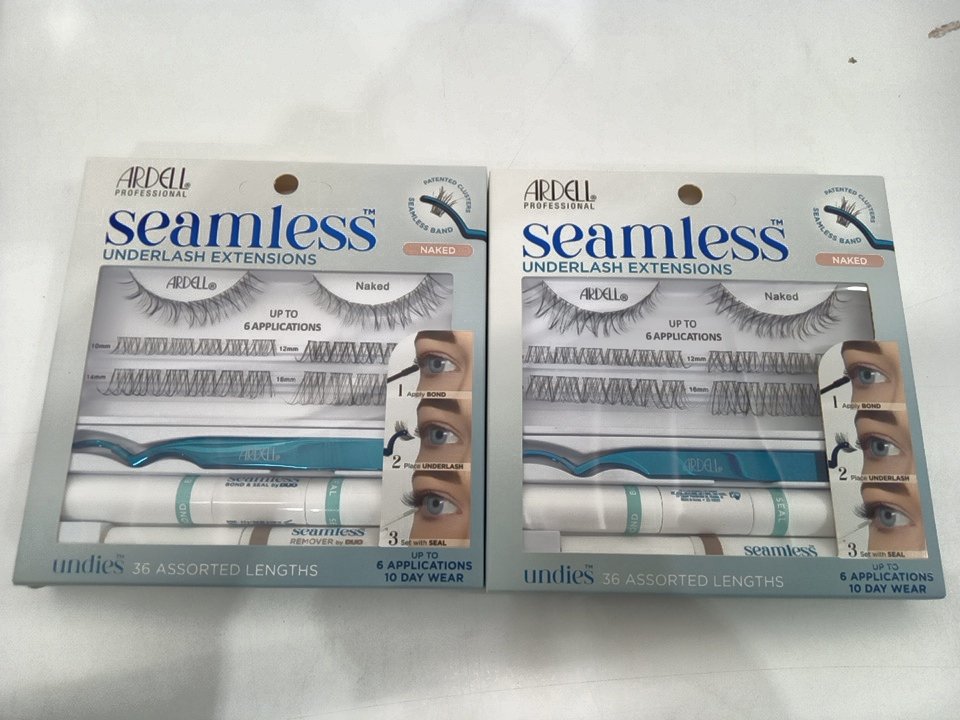 ARDELL®
PROFESSIONAL
seamless™
UNDERLASH EXTENSIONS
PATENTED CLUSTERS
SEAMLESS BAND
NAKED
ARDELL®
Naked
UP TO
6 APPLICATIONS
10mm
12mm
14mm
16mm
1 Apply BOND
2 Place UNDERLASH
3 Set with SEAL
ARDELL®
seamless
BOND & SEAL by DUO
seamless
REMOVER by DUO
undies™ 36 ASSORTED LENGTHS
UP TO
6 APPLICATIONS
10 DAY WEAR
ARDELL®
PROFESSIONAL
seamless™
UNDERLASH EXTENSIONS
PATENTED CLUSTERS
SEAMLESS BAND
NAKED
ARDELL®
Naked
UP TO
6 APPLICATIONS
12mm
16mm
1 Apply BOND
2 Place UNDERLASH
3 Set with SEAL
ARDELL®
SEAL
seamless
undies™ 36 ASSORTED LENGTHS
UP TO
6 APPLICATIONS
10 DAY WEAR